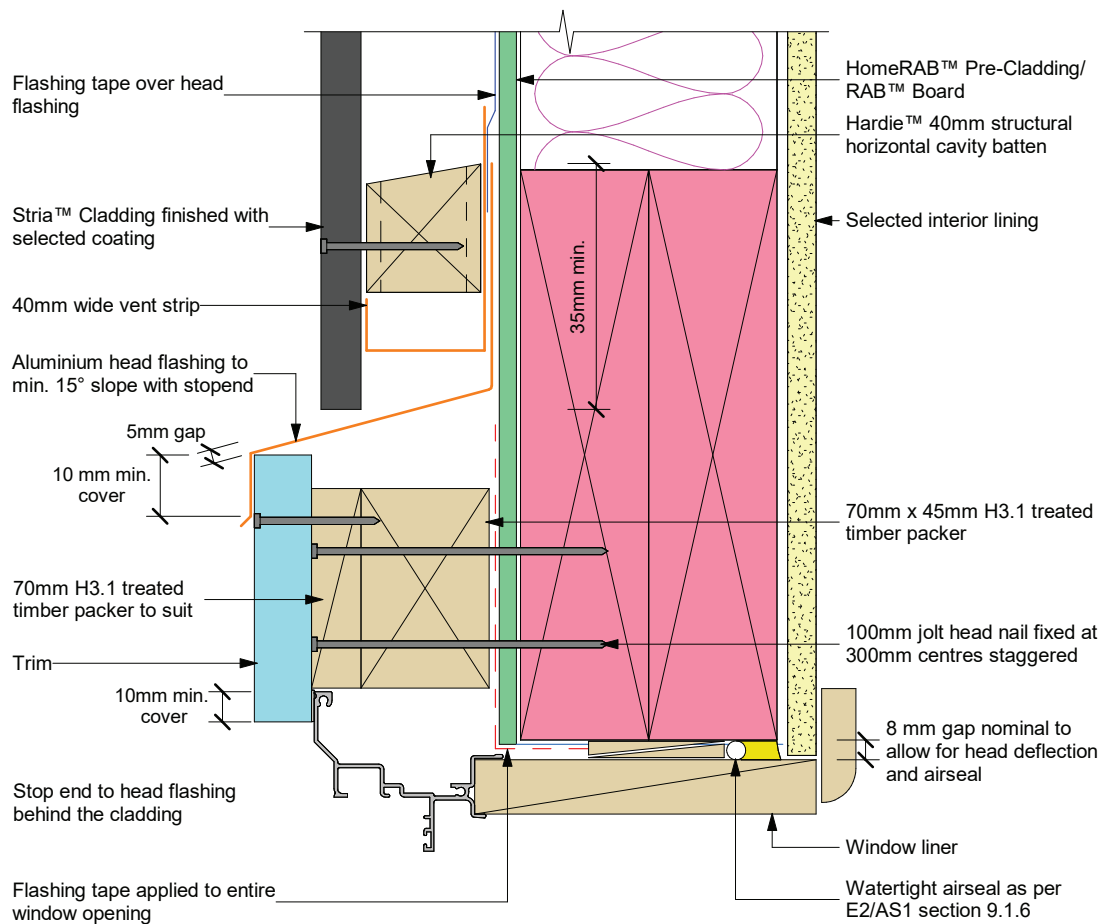 Flashing tape over head
flashing
Stria™ Cladding finished with
selected coating
40mm wide vent strip
Aluminium head flashing to
min. 15° slope with stopend
5mm gap
10 mm min.
cover
70mm H3.1 treated
timber packer to suit
Trim
10mm min.
cover
Stop end to head flashing
behind the cladding
Flashing tape applied to entire
window opening
35mm min.
HomeRAB™ Pre-Cladding/
RAB™ Board
Hardie™ 40mm structural
horizontal cavity batten
Selected interior lining
70mm x 45mm H3.1 treated
timber packer
100mm jolt head nail fixed at
300mm centres staggered
8 mm gap nominal to
allow for head deflection
and airseal
Window liner
Watertight airseal as per
E2/AS1 section 9.1.6